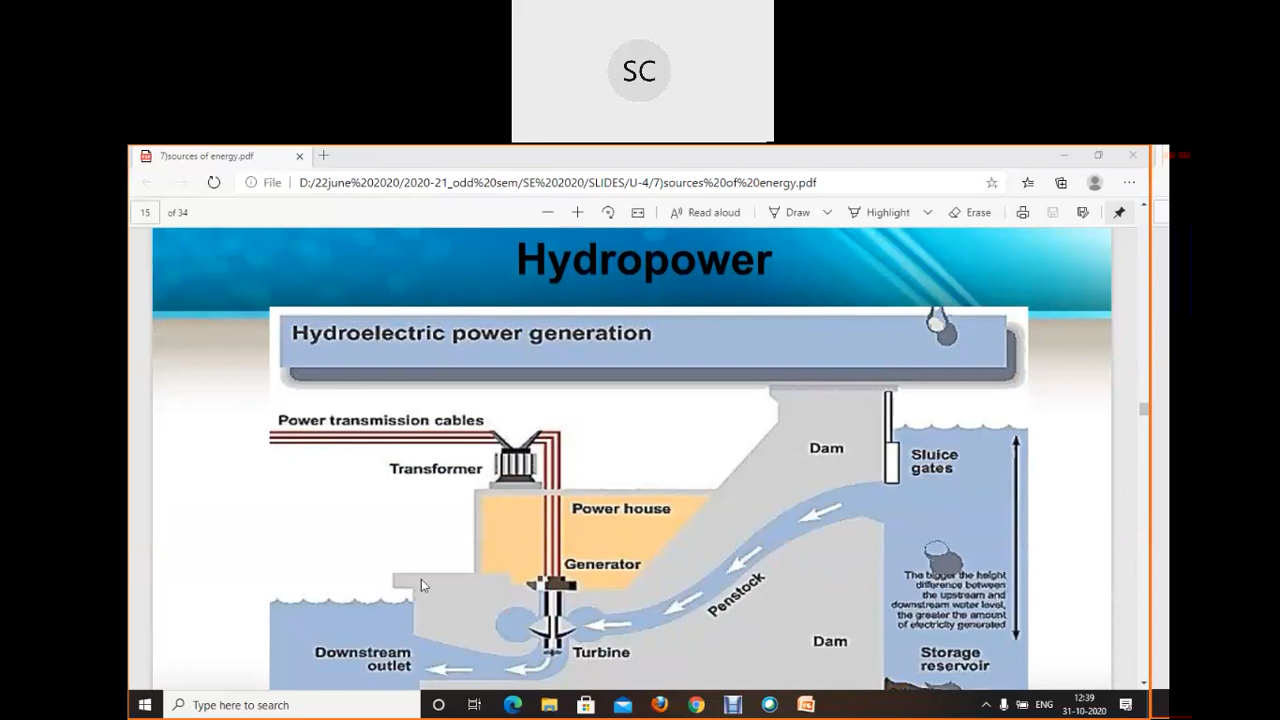 SC
7)sources of energy.pdf
File
D:/22june%202020/2020-21_odd%20sem/SE%202020/SLIDES/U-4/7)sources%20of%20energy.pdf
15 of 34
Read aloud
Draw
Highlight
Erase
Hydropower
Hydroelectric power generation
Power transmission cables
Transformer
Dam
Sluice
gates
Power house
Generator
Penstock
The bigger the height
difference between
the upstream and
downstream water level,
the greater the amount
of electricity generated
Turbine
Dam
Downstream
outlet
Storage
reservoir
Type here to search
ENG
12:39
31-10-2020